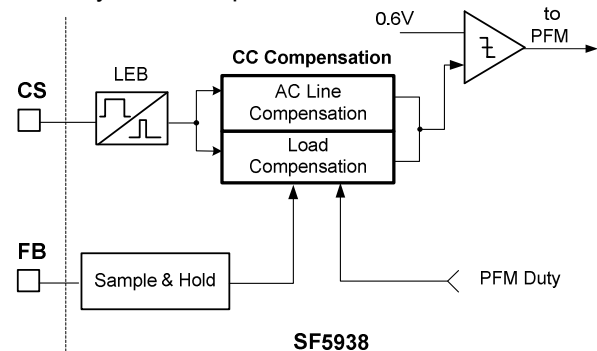 0.6V
to
PFM
CC Compensation
LEB
CS
AC Line
Compensation
Load
Compensation
FB
Sample & Hold
PFM Duty
SF5938